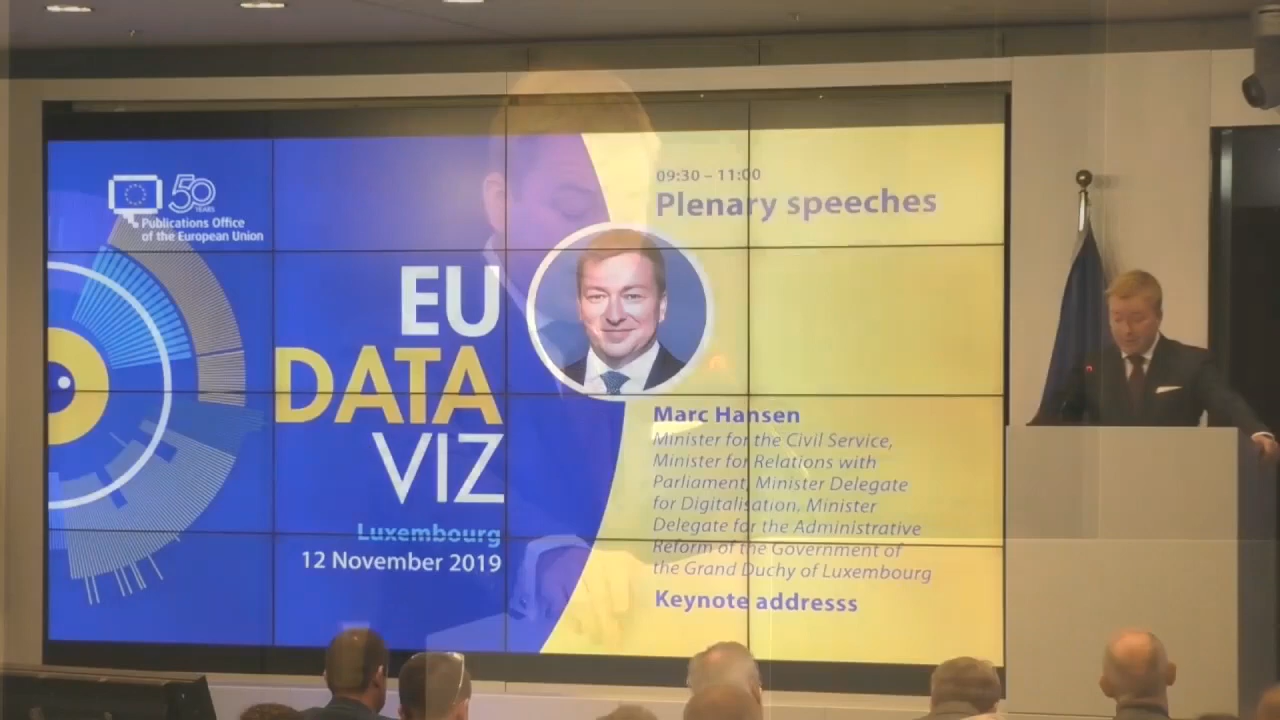 50
YEARS
Publications Office
of the European Union
EU
DATA
VIZ
Luxembourg
12 November 2019
09:30 – 11:00
Plenary speeches
Marc Hansen
Minister for the Civil Service,
Minister for Relations with
Parliament, Minister Delegate
for Digitalisation, Minister
Delegate for the Administrative
Reform of the Government of
the Grand Duchy of Luxembourg
Keynote addresss